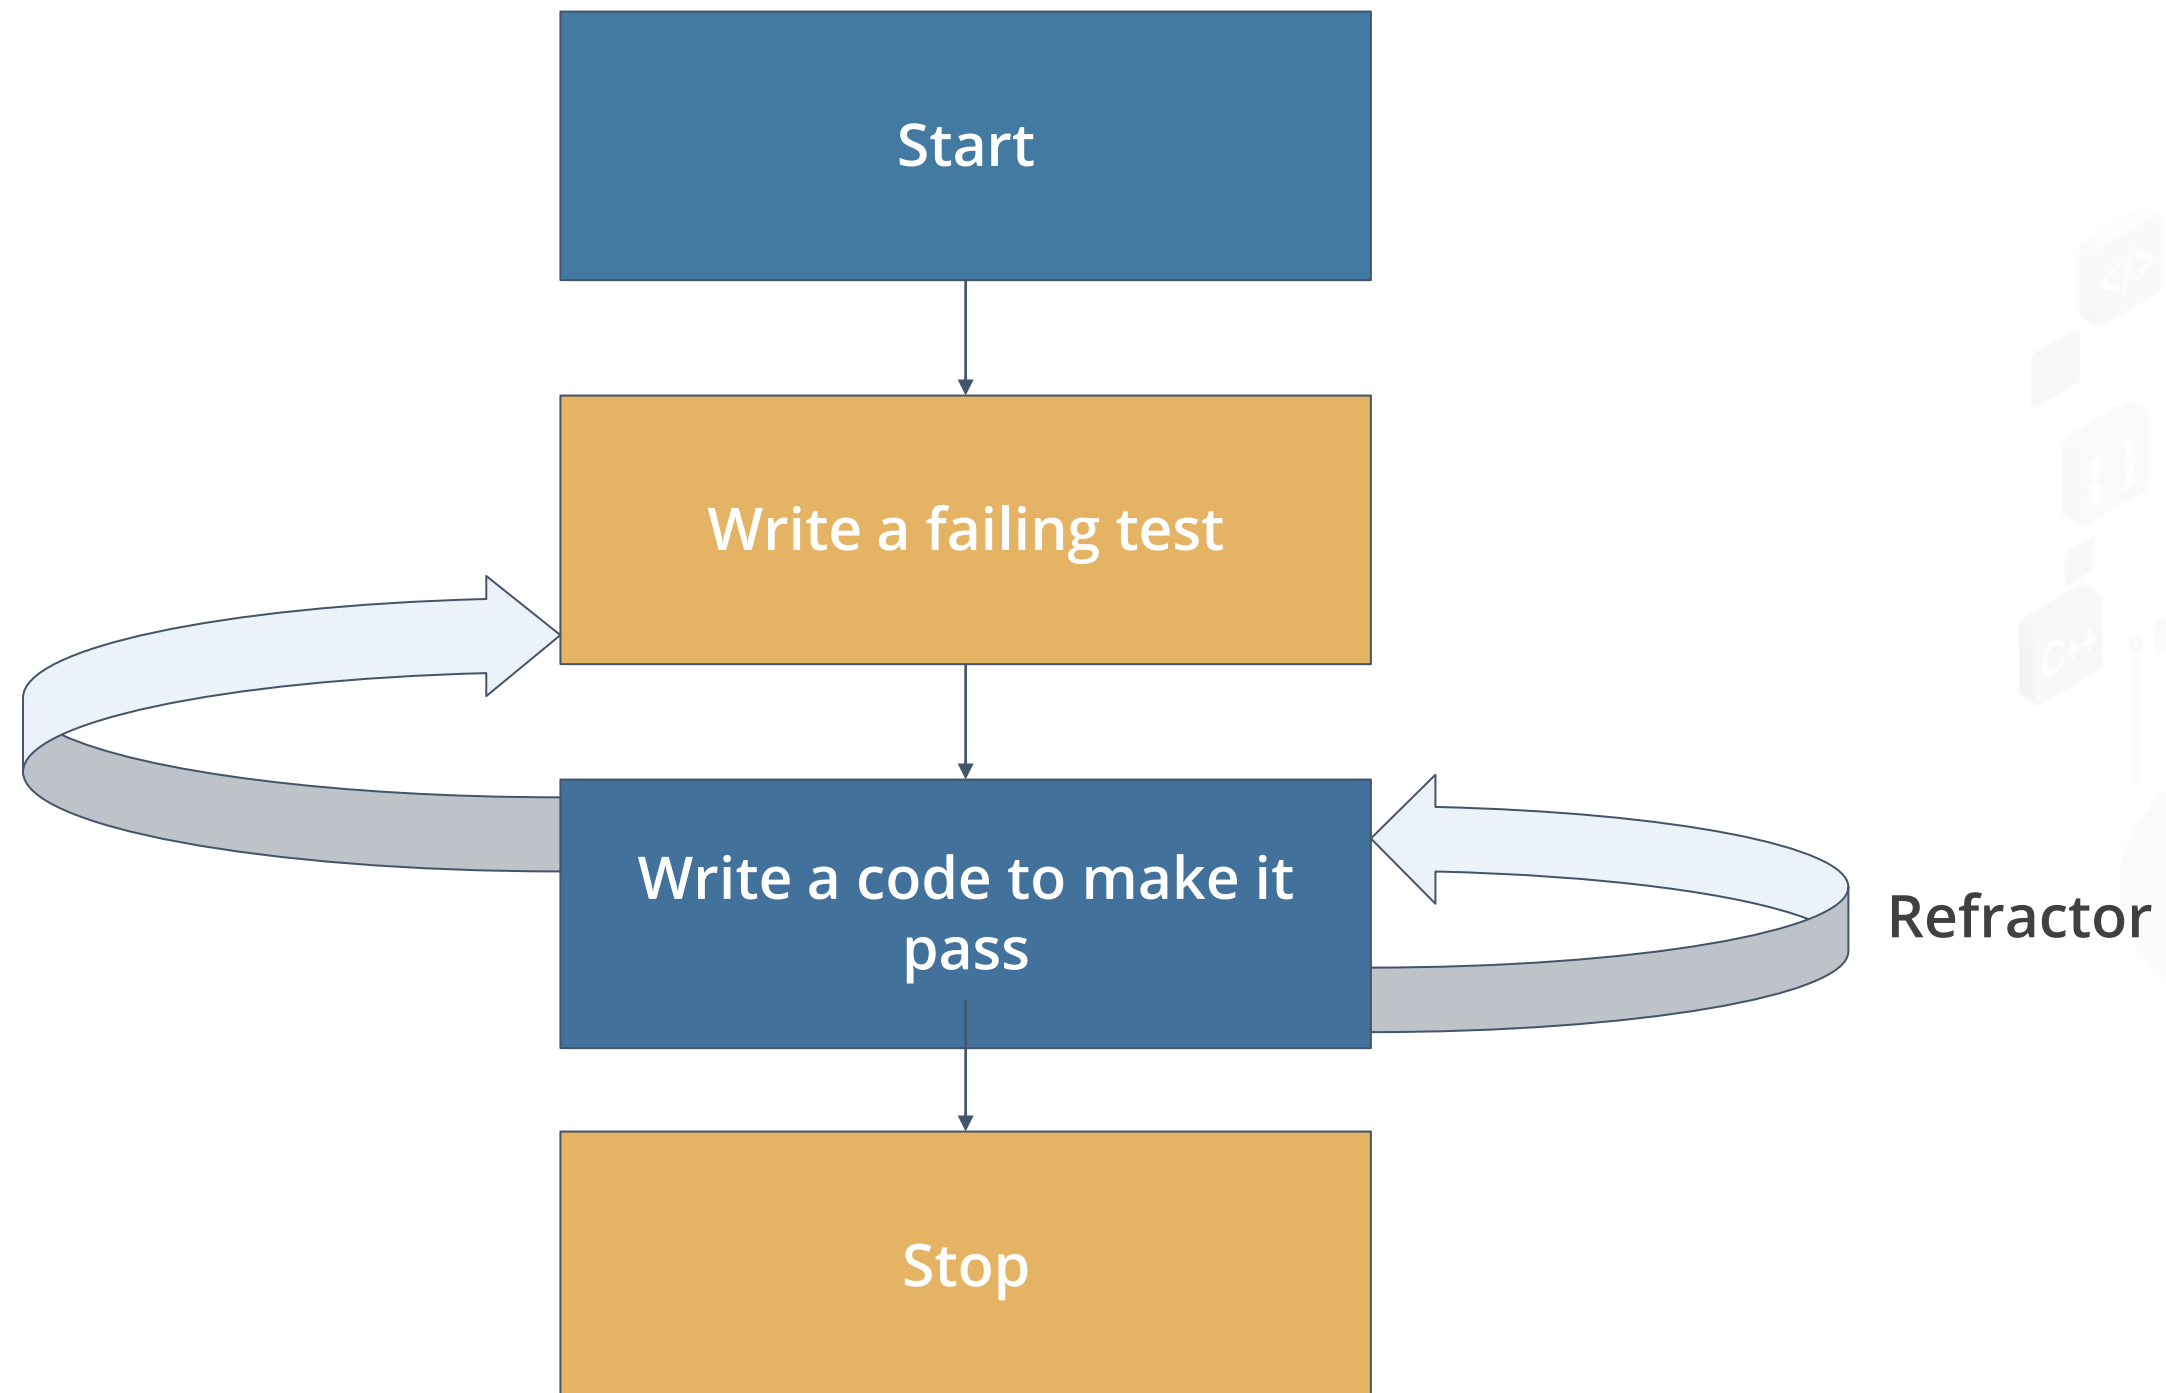 Start
Write a failing test
Write a code to make it
pass
Refractor
Stop
</>
{ }
C++